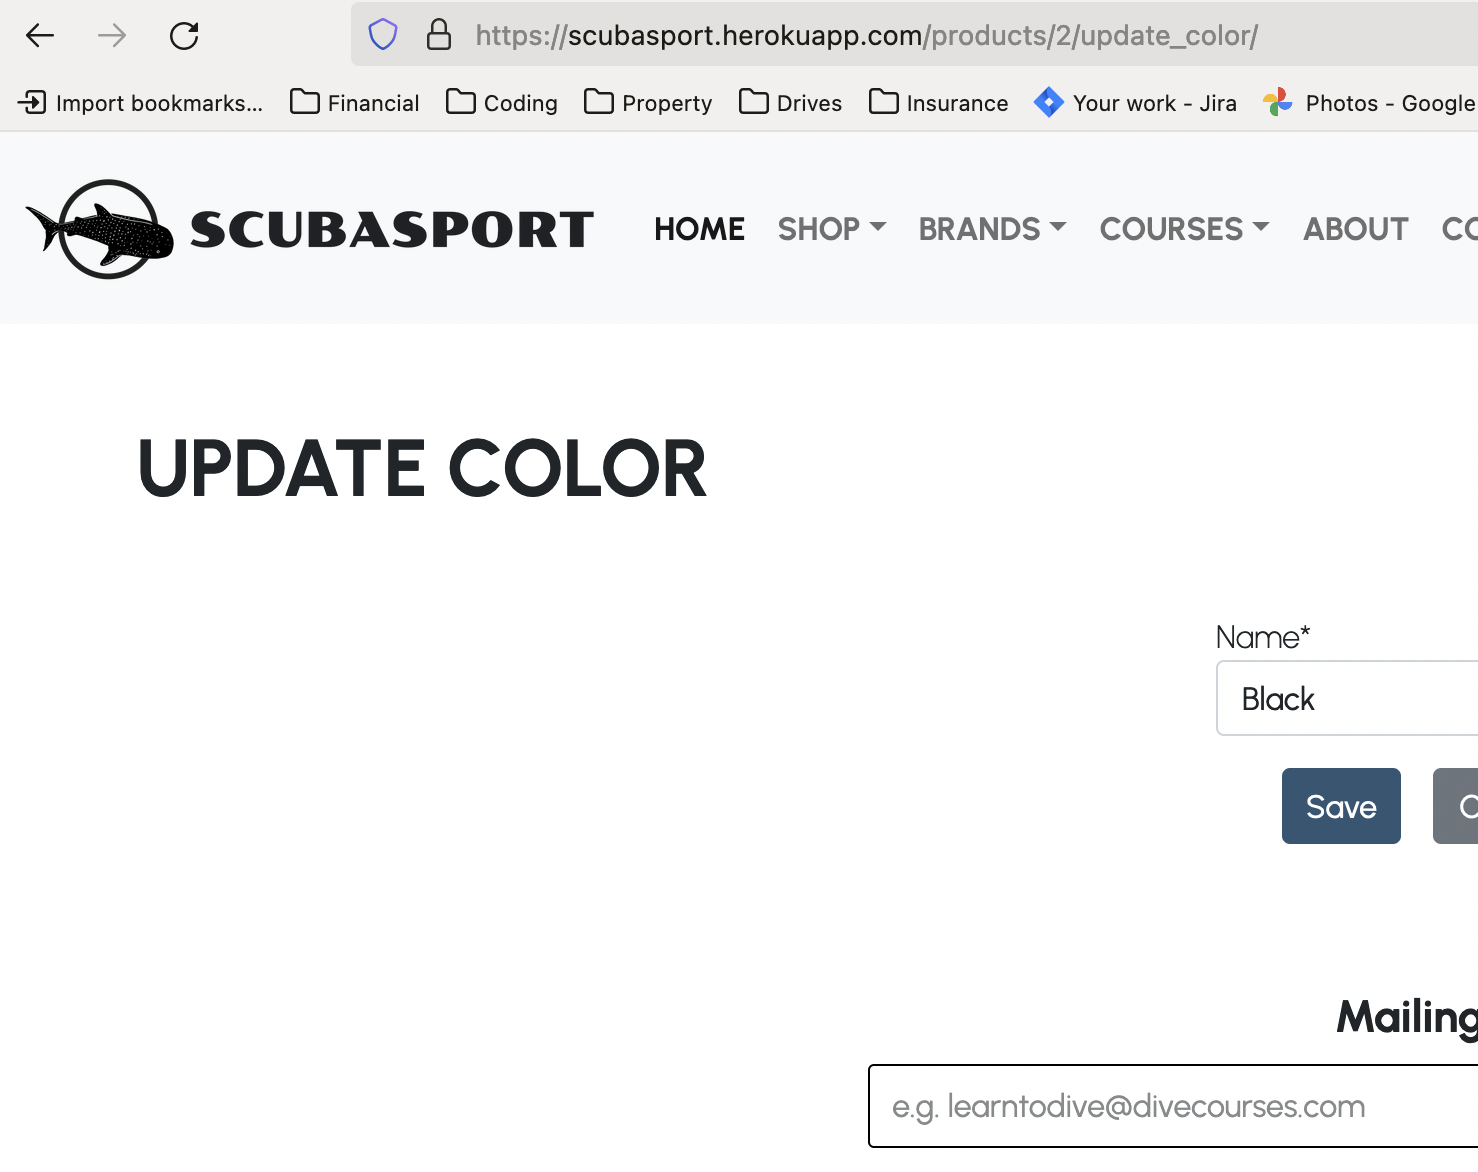 https://scubasport.herokuapp.com/products/2/update_color/
Import bookmarks... Financial Coding Property Drives Insurance Your work - Jira Photos - Google
SCUBASPORT HOME SHOP BRANDS COURSES ABOUT CO
UPDATE COLOR
Name*
Black
Save C
Mailing
e.g. learntodive@divecourses.com